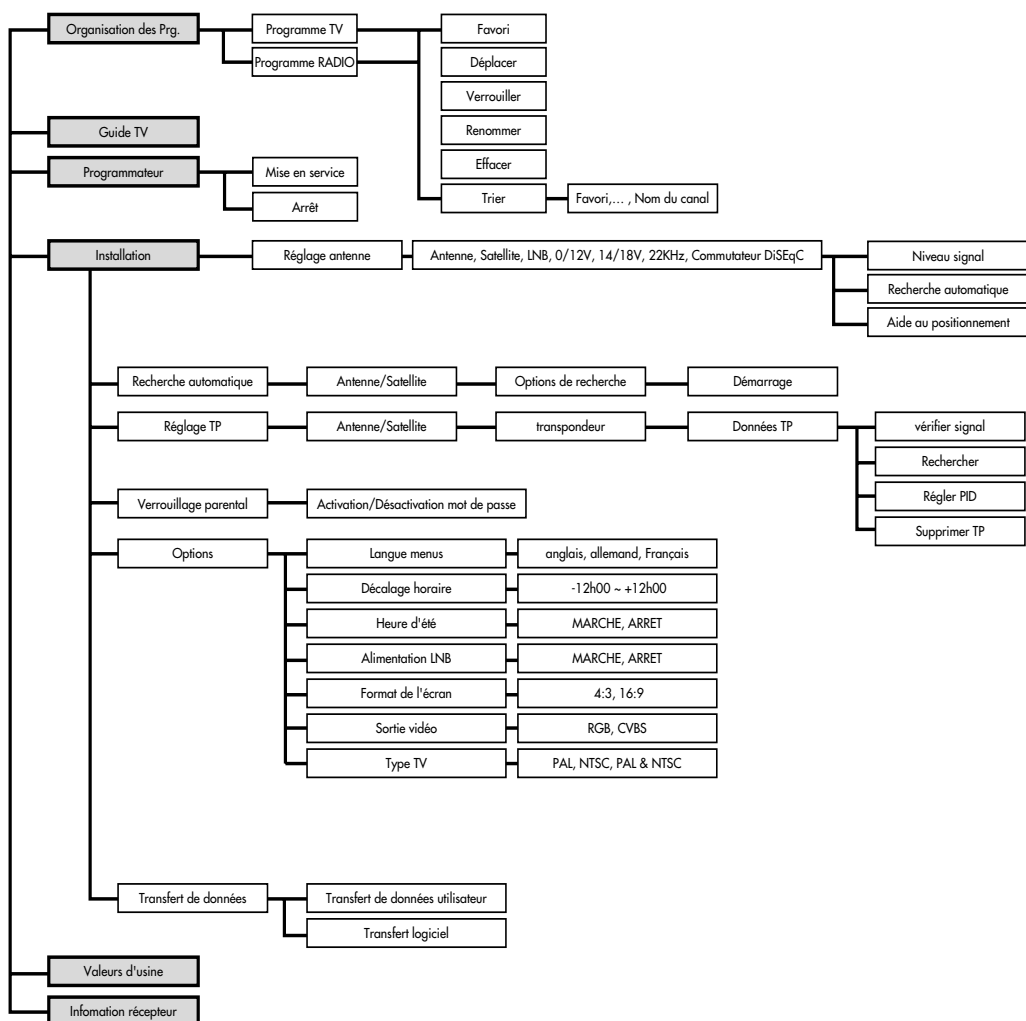 Organisation des Prg.
Programme TV
Favori
Programme RADIO
Déplacer
Verrouiller
Renommer
Effacer
Trier
Favori,... , Nom du canal
Guide TV
Programmateur
Mise en service
Arrêt
Installation
Réglage antenne
Antenne, Satellite, LNB, 0/12V, 14/18V, 22KHz, Commutateur DiSEqC
Niveau signal
Recherche automatique
Aide au positionnement
Recherche automatique
Antenne/Satellite
Options de recherche
Démarrage
Réglage TP
Antenne/Satellite
transpondeur
Données TP
vérifier signal
Rechercher
Régler PID
Supprimer TP
Verrouillage parental
Activation/Désactivation mot de passe
Options
Langue menus
anglais, allemand, Français
Décalage horaire
-12h00 ~ +12h00
Heure d'été
MARCHE, ARRET
Alimentation LNB
MARCHE, ARRET
Format de l'écran
4:3, 16:9
Sortie vidéo
RGB, CVBS
Type TV
PAL, NTSC, PAL & NTSC
Transfert de données
Transfert de données utilisateur
Transfert logiciel
Valeurs d'usine
Infomation récepteur